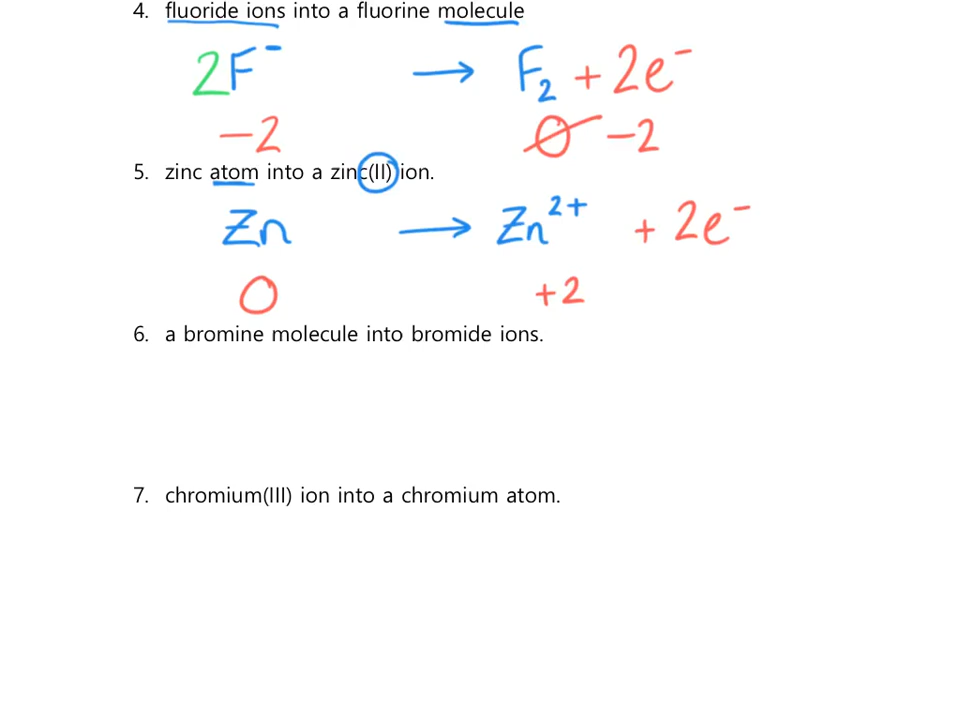 4. fluoride ions into a fluorine molecule
2F⁻ → F₂ + 2e⁻
−2 0 −2
5. zinc atom into a zinc(II) ion.
Zn → Zn²⁺ + 2e⁻
0 +2
6. a bromine molecule into bromide ions.
7. chromium(III) ion into a chromium atom.